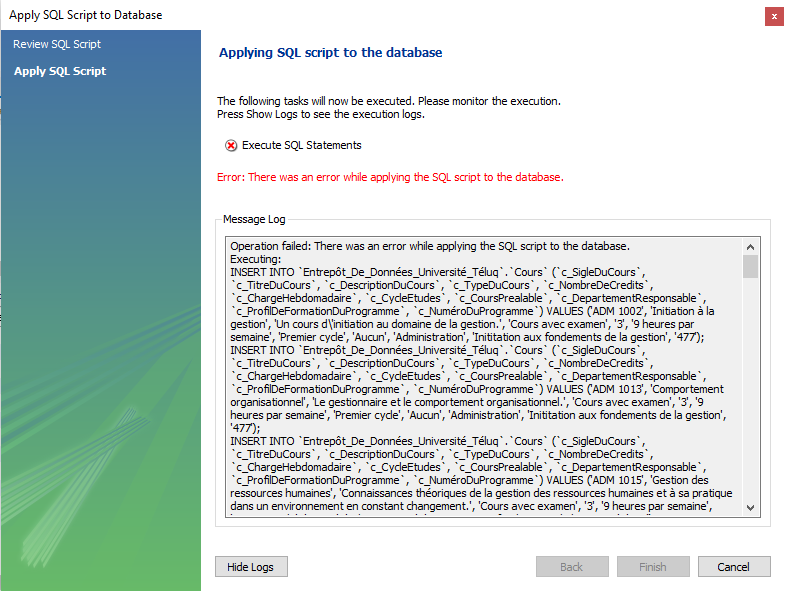 Apply SQL Script to Database
x
Review SQL Script
Apply SQL Script
Applying SQL script to the database
The following tasks will now be executed. Please monitor the execution.
Press Show Logs to see the execution logs.
Execute SQL Statements
Error: There was an error while applying the SQL script to the database.
Message Log
Operation failed: There was an error while applying the SQL script to the database.
Executing:
INSERT INTO `Entrepôt_De_Données_Université_Téluq`.`Cours` (`c_SigleDuCours`,
`c_TitreDuCours`, `c_DescriptionDuCours`, `c_TypeDuCours`, `c_NombreDeCredits`,
`c_ChargeHebdomadaire`, `c_CycleEtudes`, `c_CoursPrealable`, `c_DepartementResponsable`,
`c_ProfilDeFormationDuProgramme`, `c_NuméroDuProgramme`) VALUES ('ADM 1002', 'Initiation à la
gestion', 'Un cours d\'initiation au domaine de la gestion.', 'Cours avec examen', '3', '9 heures par
semaine', 'Premier cycle', 'Aucun', 'Administration', 'Inititation aux fondements de la gestion', '477');
INSERT INTO `Entrepôt_De_Données_Université_Téluq`.`Cours` (`c_SigleDuCours`,
`c_TitreDuCours`, `c_DescriptionDuCours`, `c_TypeDuCours`, `c_NombreDeCredits`,
`c_ChargeHebdomadaire`, `c_CycleEtudes`, `c_CoursPrealable`, `c_DepartementResponsable`,
`c_ProfilDeFormationDuProgramme`, `c_NuméroDuProgramme`) VALUES ('ADM 1013', 'Comportement
organisationnel', 'Le gestionnaire et le comportement organisationnel.', 'Cours avec examen', '3', '9
heures par semaine', 'Premier cycle', 'Aucun', 'Administration', 'Inititation aux fondements de la gestion',
'477');
INSERT INTO `Entrepôt_De_Données_Université_Téluq`.`Cours` (`c_SigleDuCours`,
`c_TitreDuCours`, `c_DescriptionDuCours`, `c_TypeDuCours`, `c_NombreDeCredits`,
`c_ChargeHebdomadaire`, `c_CycleEtudes`, `c_CoursPrealable`, `c_DepartementResponsable`,
`c_ProfilDeFormationDuProgramme`, `c_NuméroDuProgramme`) VALUES ('ADM 1015', 'Gestion des
ressources humaines', 'Connaissances théoriques de la gestion des ressources humaines et à sa pratique
dans un environnement en constant changement.', 'Cours avec examen', '3', '9 heures par semaine',
Hide Logs
Back
Finish
Cancel